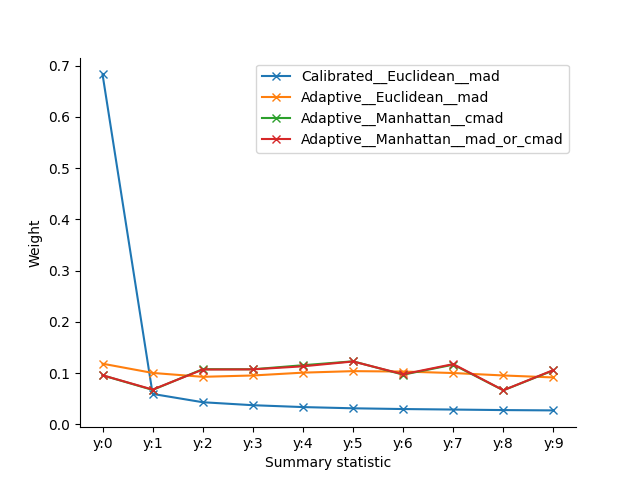 Calibrated__Euclidean__mad
Adaptive__Euclidean__mad
Adaptive__Manhattan__cmad
Adaptive__Manhattan__mad_or_cmad
Weight
0.7
0.6
0.5
0.4
0.3
0.2
0.1
0.0
y:0 y:1 y:2 y:3 y:4 y:5 y:6 y:7 y:8 y:9
Summary statistic